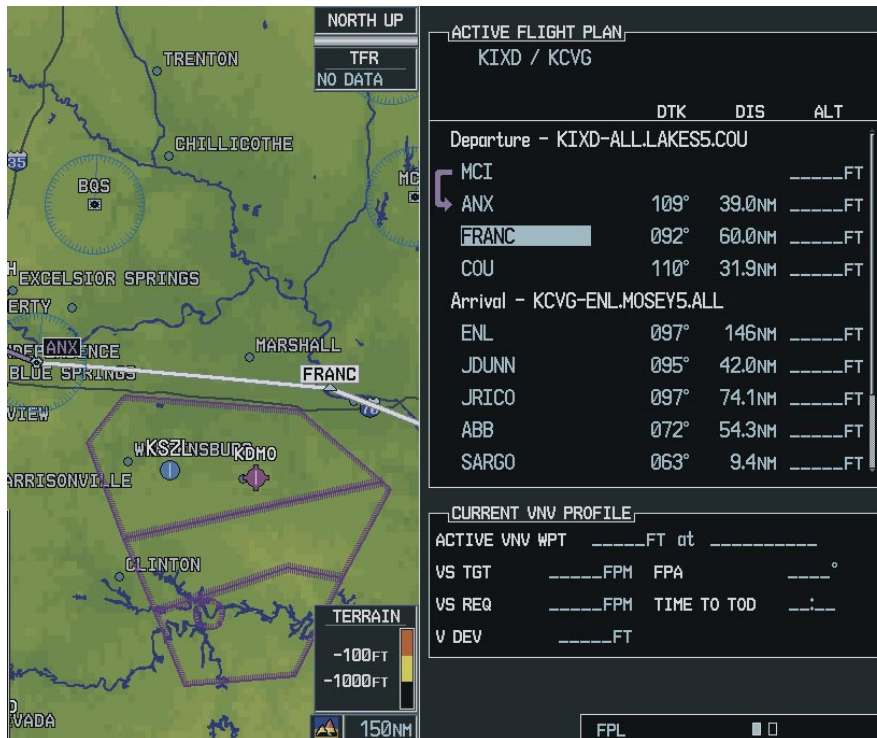 NORTH UP
TFR
NO DATA
TRENTON
CHILLICOTHE
35
BQS
MC
EXCELSIOR SPRINGS
ERTY
ANX
NCE
BLUE SPRINGS
MARSHALL
FRANC
70
VIEW
KSZL
NSBU
KDMO
ARRISONVILLE
CLINTON
TERRAIN
-100FT
-1000FT
VADA
150NM
ACTIVE FLIGHT PLAN
KIXD / KCVG
DTK DIS ALT
Departure - KIXD-ALL.LAKES5.COU
MCI _____FT
ANX 109° 39.0NM _____FT
FRANC 092° 60.0NM _____FT
COU 110° 31.9NM _____FT
Arrival - KCVG-ENL.MOSEY5.ALL
ENL 097° 146NM _____FT
JDUNN 095° 42.0NM _____FT
JRICO 097° 74.1NM _____FT
ABB 072° 54.3NM _____FT
SARGO 063° 9.4NM _____FT
CURRENT VNV PROFILE
ACTIVE VNV WPT _____FT at __________
VS TGT _____FPM FPA ____°
VS REQ _____FPM TIME TO TOD __:__
V DEV _____FT
FPL